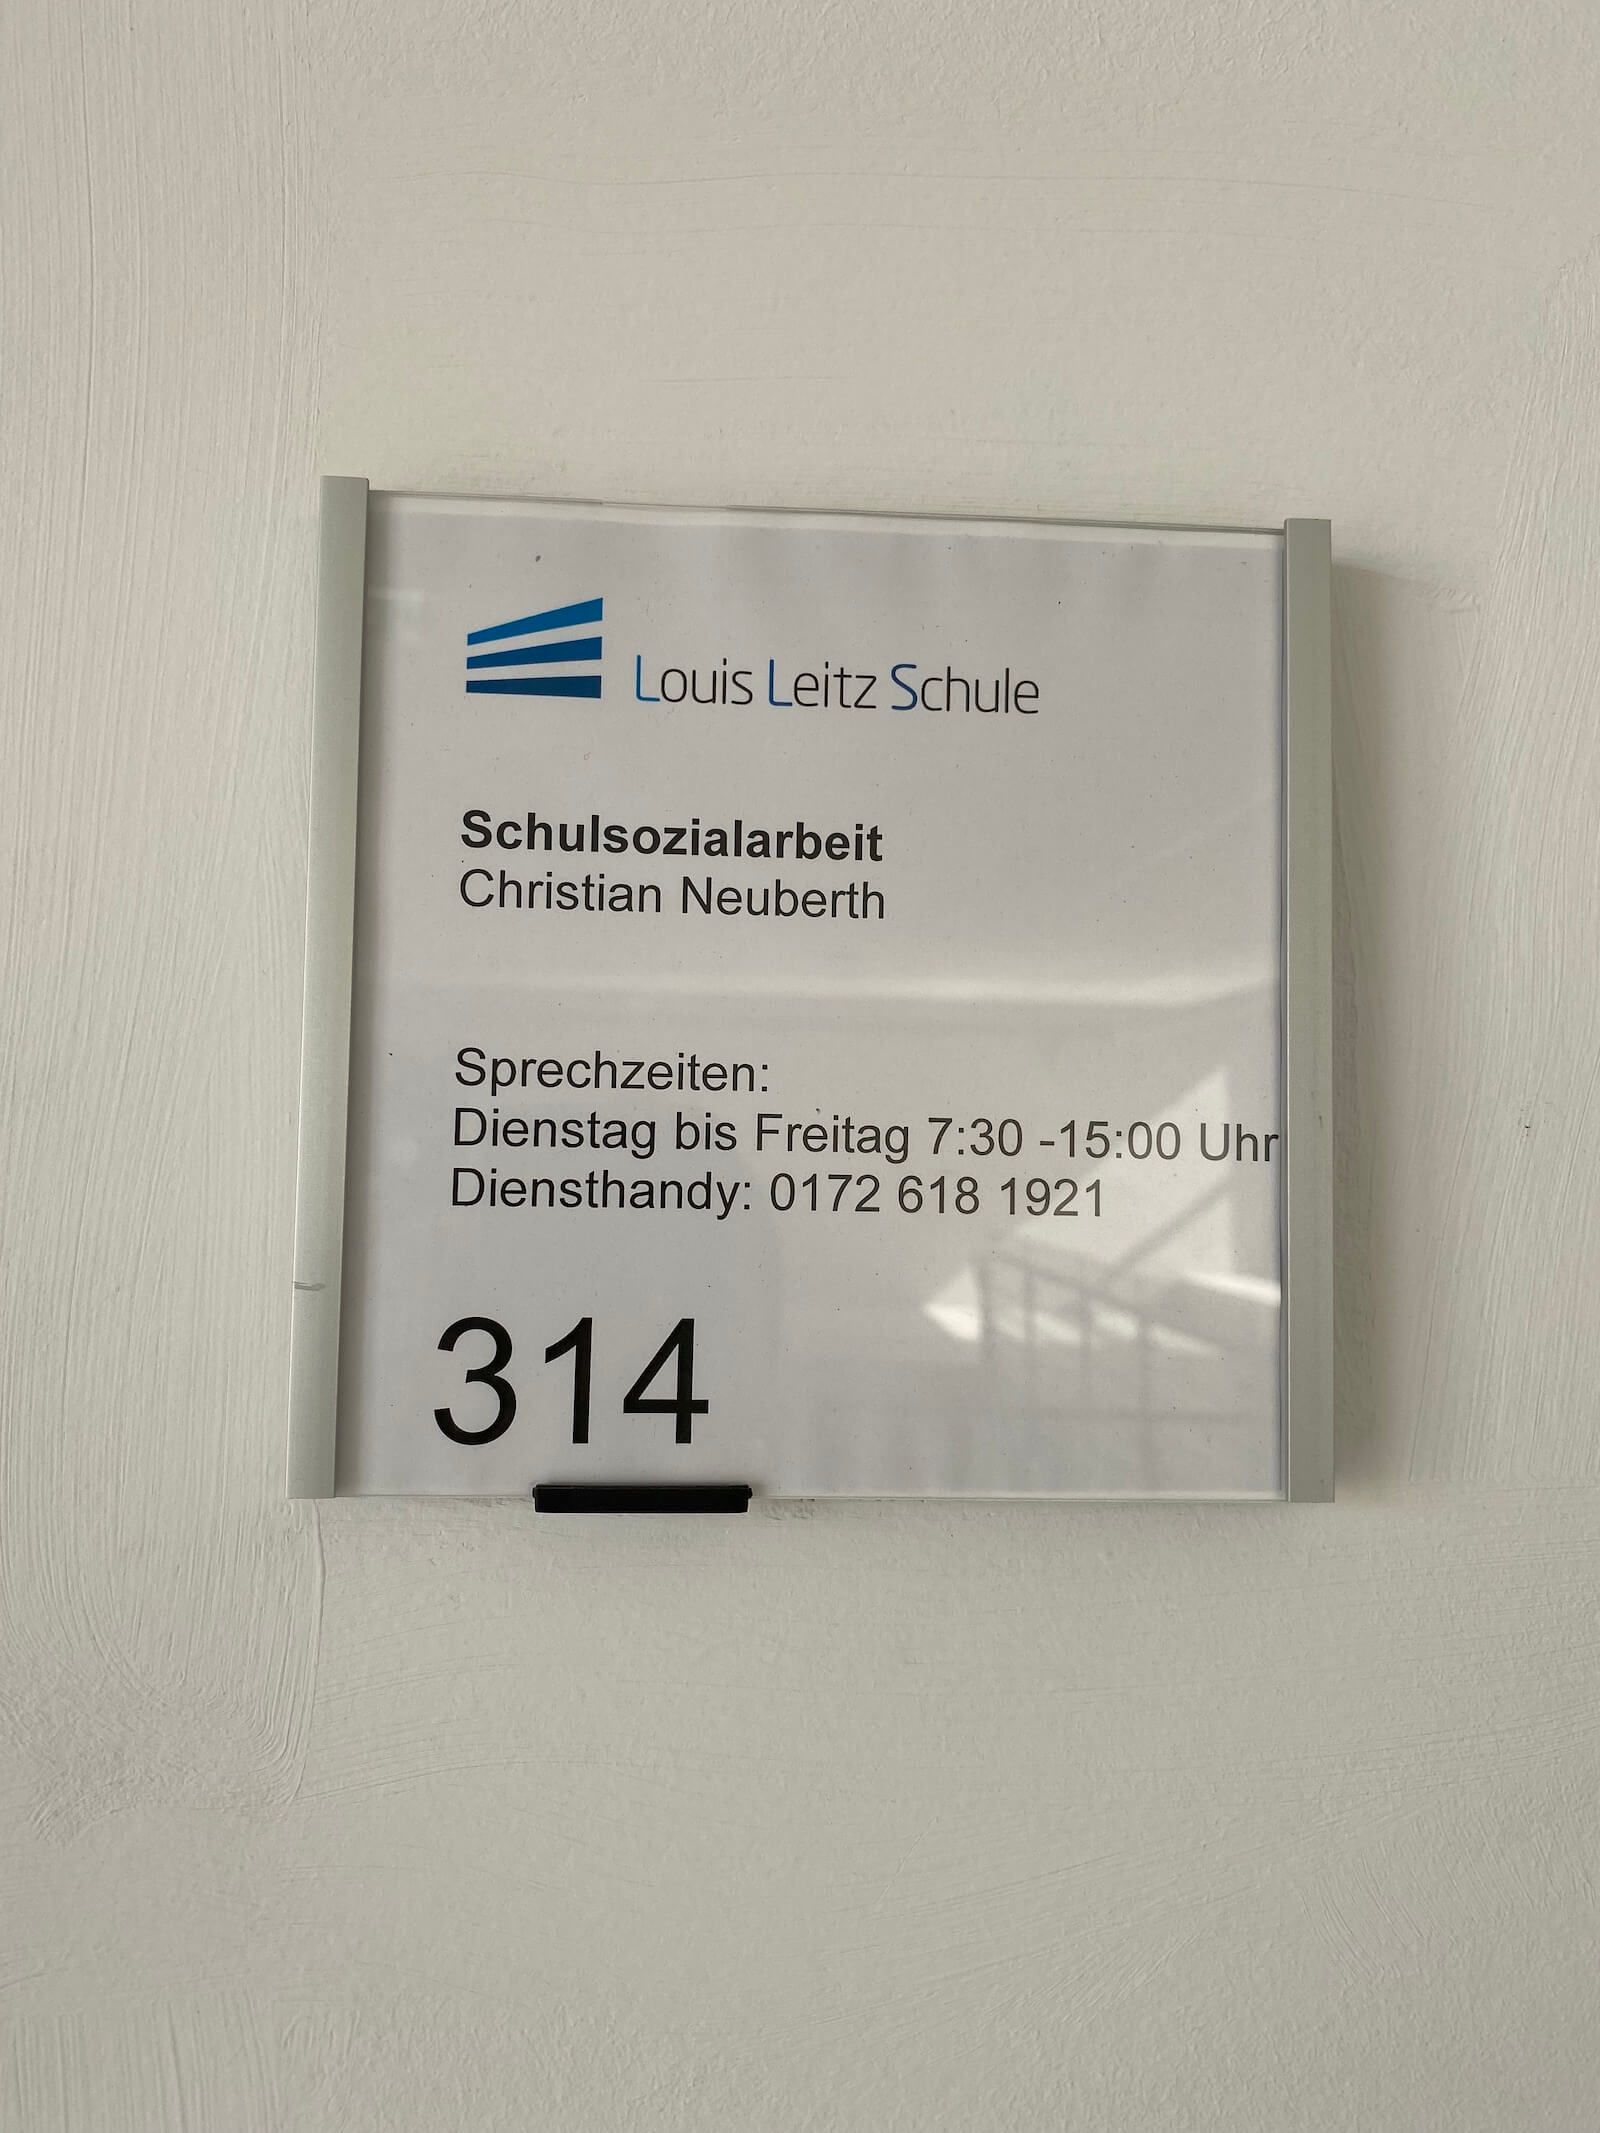 Louis Leitz Schule
Schulsozialarbeit
Christian Neuberth
Sprechzeiten:
Dienstag bis Freitag 7:30 -15:00 Uhr
Diensthandy: 0172 618 1921
314